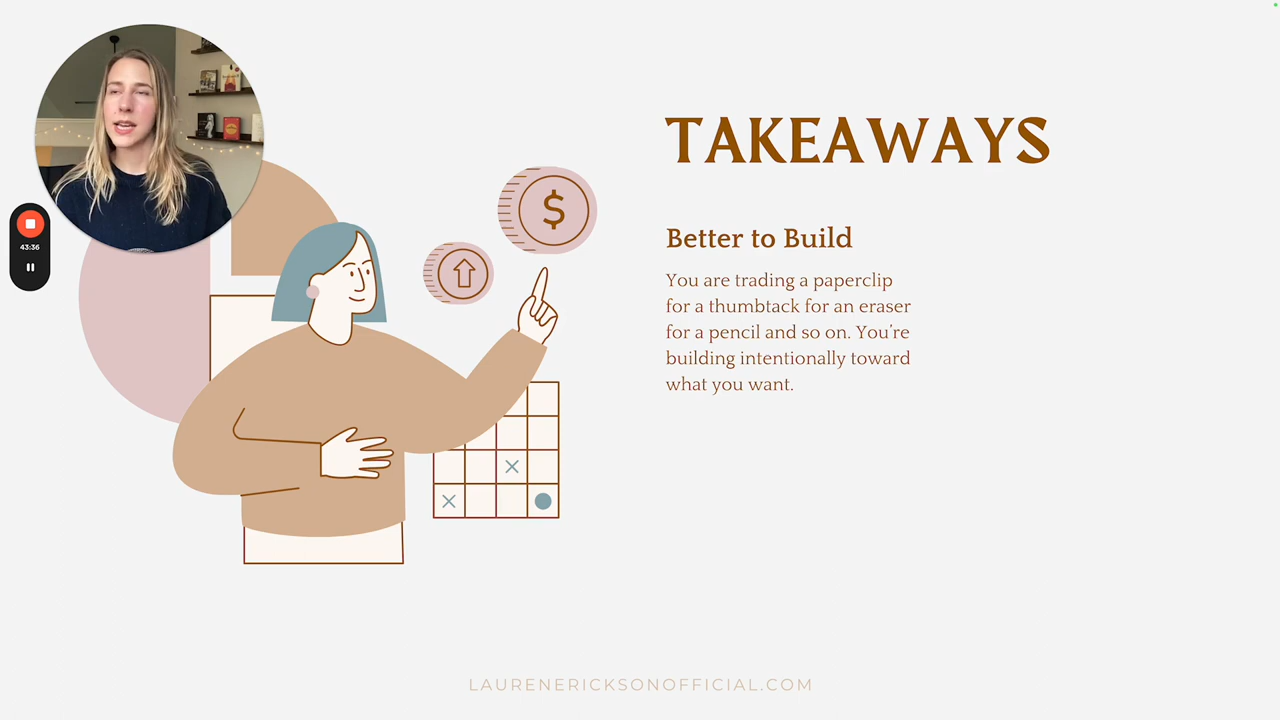 43:36
$
TAKEAWAYS
Better to Build
You are trading a paperclip
for a thumbtack for an eraser
for a pencil and so on. You’re
building intentionally toward
what you want.
LAURENERICKSONOFFICIAL.COM